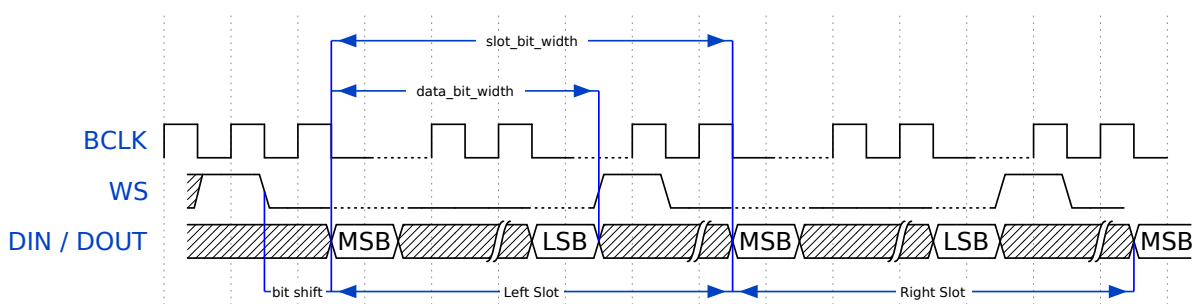 slot_bit_width
data_bit_width
BCLK
WS
DIN / DOUT MSB LSB MSB LSB MSB
bit shift Left Slot Right Slot